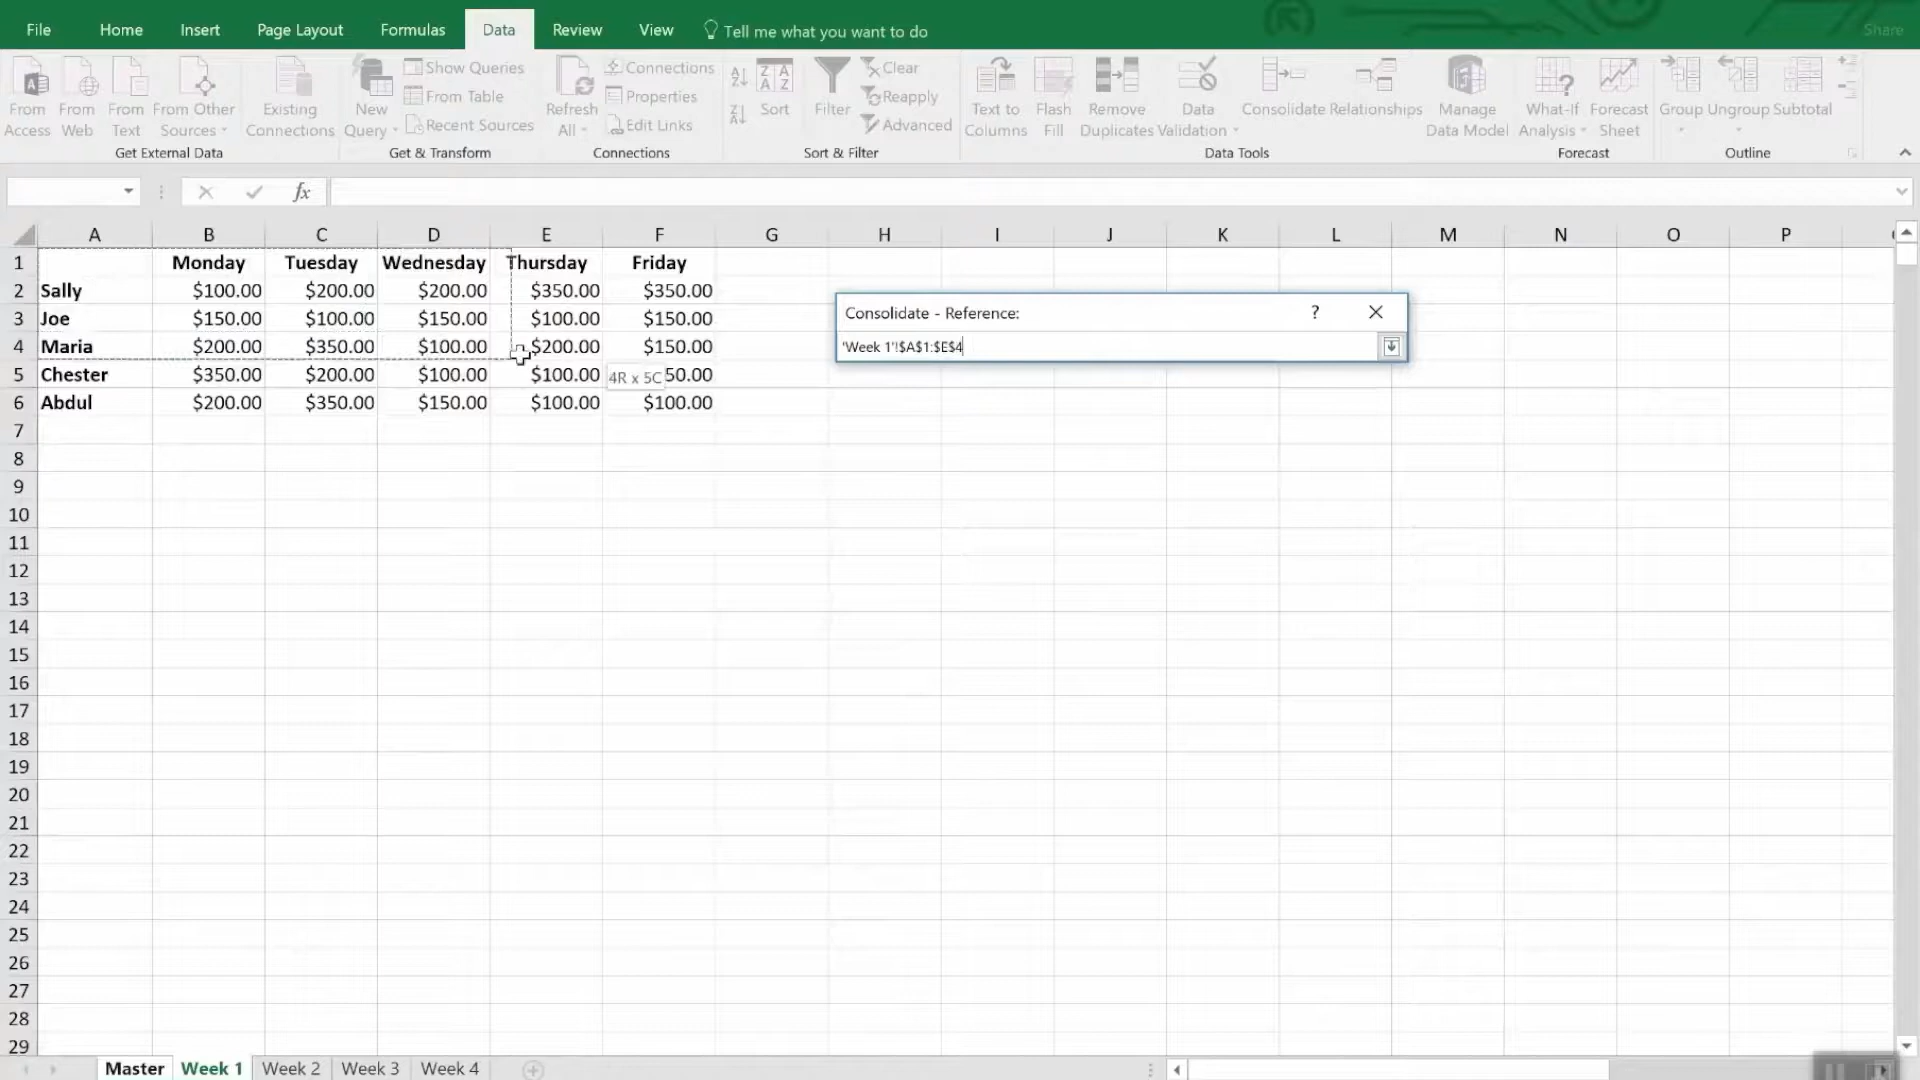 File Home Insert Page Layout Formulas Data Review View Tell me what you want to do Share
From Access From Web From Text From Other Sources Existing Connections New Query Show Queries From Table Recent Sources Refresh All Connections Properties Edit Links Sort Filter Clear Reapply Advanced Text to Columns Flash Fill Remove Duplicates Data Validation Consolidate Relationships Manage Data Model What-If Analysis Forecast Sheet Group Ungroup Subtotal
Get External Data Get & Transform Connections Sort & Filter Data Tools Forecast Outline
fx
A B C D E F G H I J K L M N O P
1 Monday Tuesday Wednesday Thursday Friday
2 Sally $100.00 $200.00 $200.00 $350.00 $350.00
3 Joe $150.00 $100.00 $150.00 $100.00 $150.00
4 Maria $200.00 $350.00 $100.00 $200.00 $150.00
5 Chester $350.00 $200.00 $100.00 $100.00 4R x 5C 50.00
6 Abdul $200.00 $350.00 $150.00 $100.00 $100.00
Consolidate - Reference: ?
'Week 1'!$A$1:$E$4
7
8
9
10
11
12
13
14
15
16
17
18
19
20
21
22
23
24
25
26
27
28
29
Master Week 1 Week 2 Week 3 Week 4